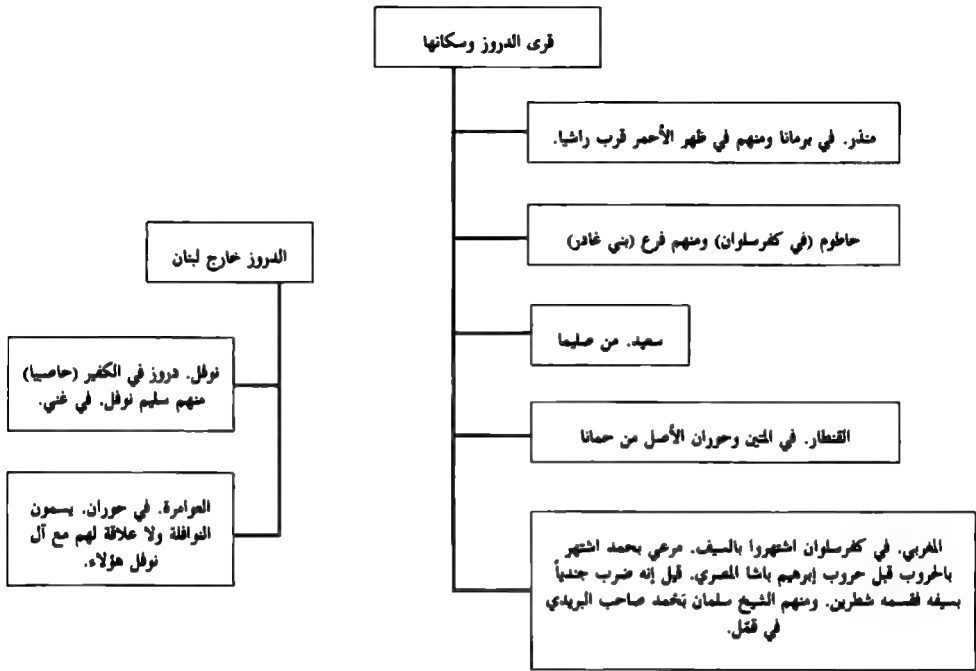 قرى الدروز وسكانها
منذر. في برمانا ومنهم في ظهر الأحمر قرب راشيا.
حاطوم (في كفرسلوان) ومنهم فرع (بني غادر)
سعيد. من صليما
القنطار. في المتين وحوران الأصل من حمانا
المغربي. في كفرسلوان اشتهروا بالسيف. مرعي بحمد اشتهر
بالحروب قبل حروب إبرهيم باشا المصري. قيل إنه ضرب جندياً
بسيفه فقسمه شطرين. ومنهم الشيخ سلمان بَحْمد صاحب البريدي
في
الدروز خارج لبنان
نوفل. دروز في الكفير (حاصبيا)
منهم سليم نوفل. في غني.
العوامرة. في حوران. يسمون
النوافلة ولا علاقة لهم مع آل
نوفل هؤلاء.